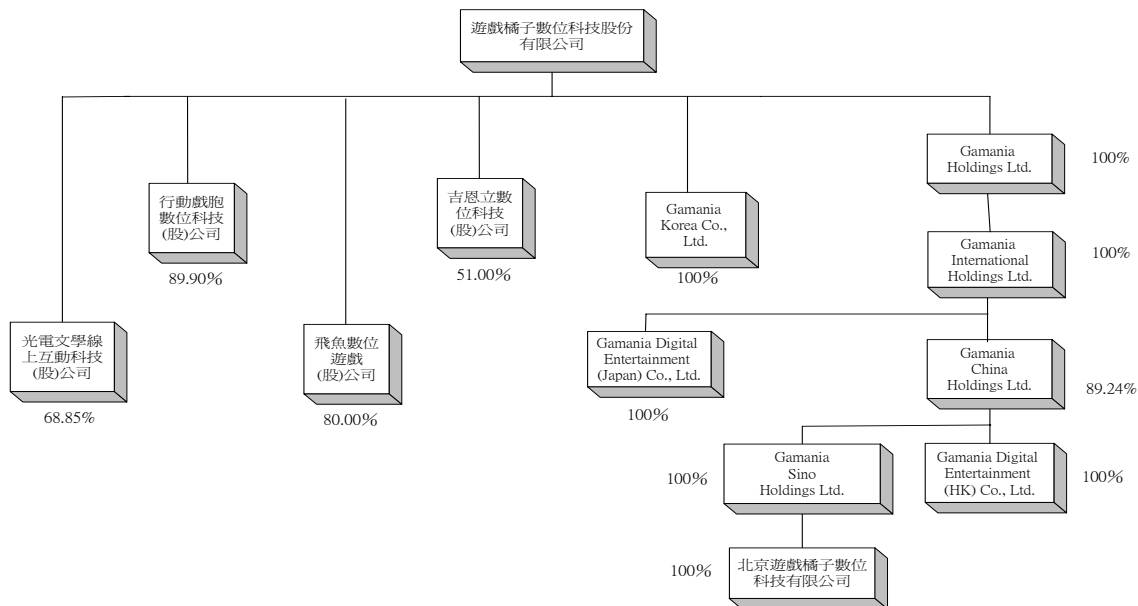 遊戲橘子數位科技股份
有限公司
Gamania
Holdings Ltd.
100%
行動戲胞
數位科技
(股)公司
89.90%
吉恩立數
位科技
(股)公司
51.00%
Gamania
Korea Co.,
Ltd.
100%
Gamania
International
Holdings Ltd.
100%
光電文學線
上互動科技
(股)公司
68.85%
飛魚數位
遊戲
(股)公司
80.00%
Gamania Digital
Entertainment
(Japan) Co., Ltd.
100%
Gamania
China
Holdings Ltd.
89.24%
100%
Gamania
Sino
Holdings Ltd.
Gamania Digital
Entertainment
(HK) Co., Ltd.
100%
100%
北京遊戲橘子數位
科技有限公司